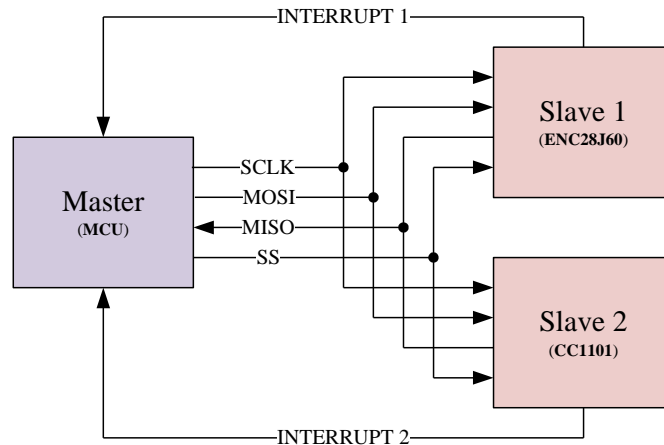 INTERRUPT 1
Slave 1
(ENC28J60)
Master
(MCU)
SCLK
MOSI
MISO
SS
Slave 2
(CC1101)
INTERRUPT 2